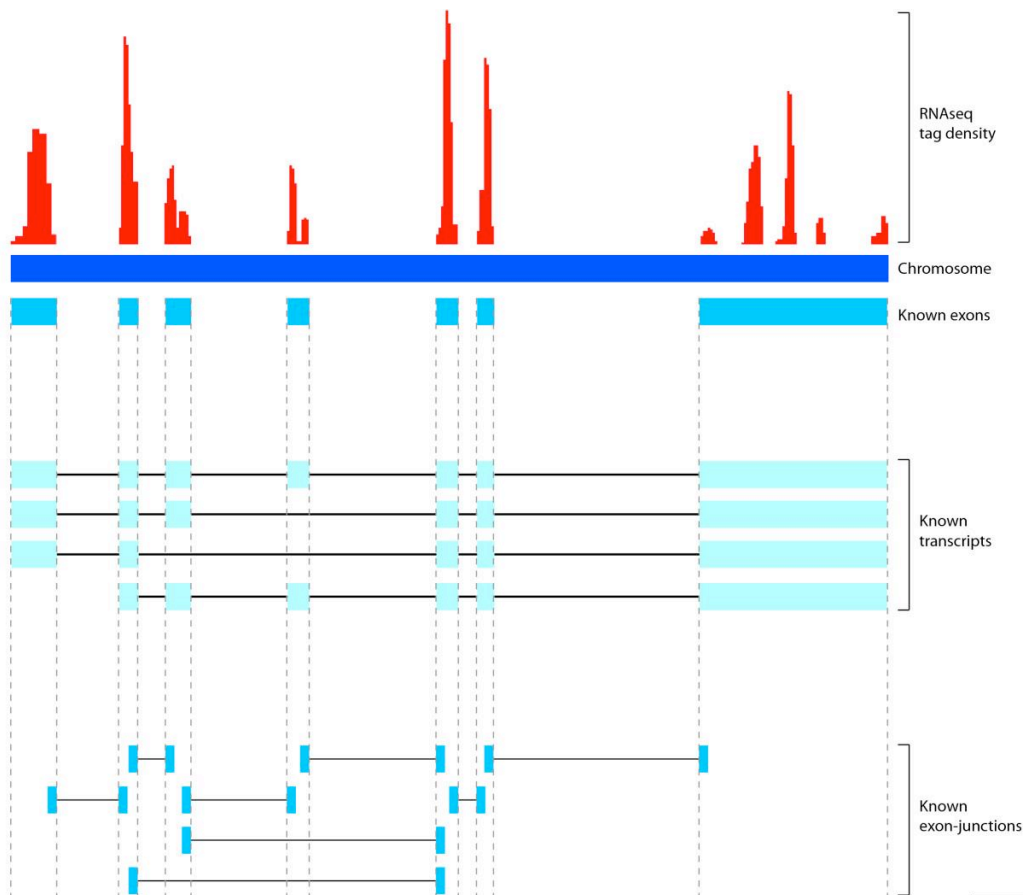 RNAseq
tag density
Chromosome
Known exons
Known
transcripts
Known
exon-junctions